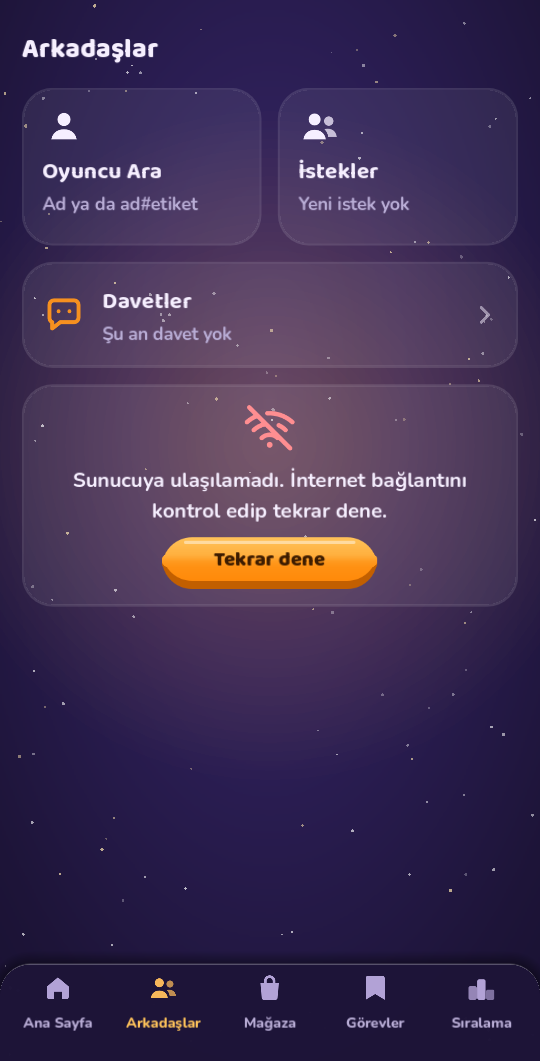 Arkadaşlar
Oyuncu Ara
Ad ya da ad#etiket
İstekler
Yeni istek yok
Davetler
Şu an davet yok
Sunucuya ulaşılamadı. İnternet bağlantını
kontrol edip tekrar dene.
Tekrar dene
Ana Sayfa
Arkadaşlar
Mağaza
Görevler
Sıralama